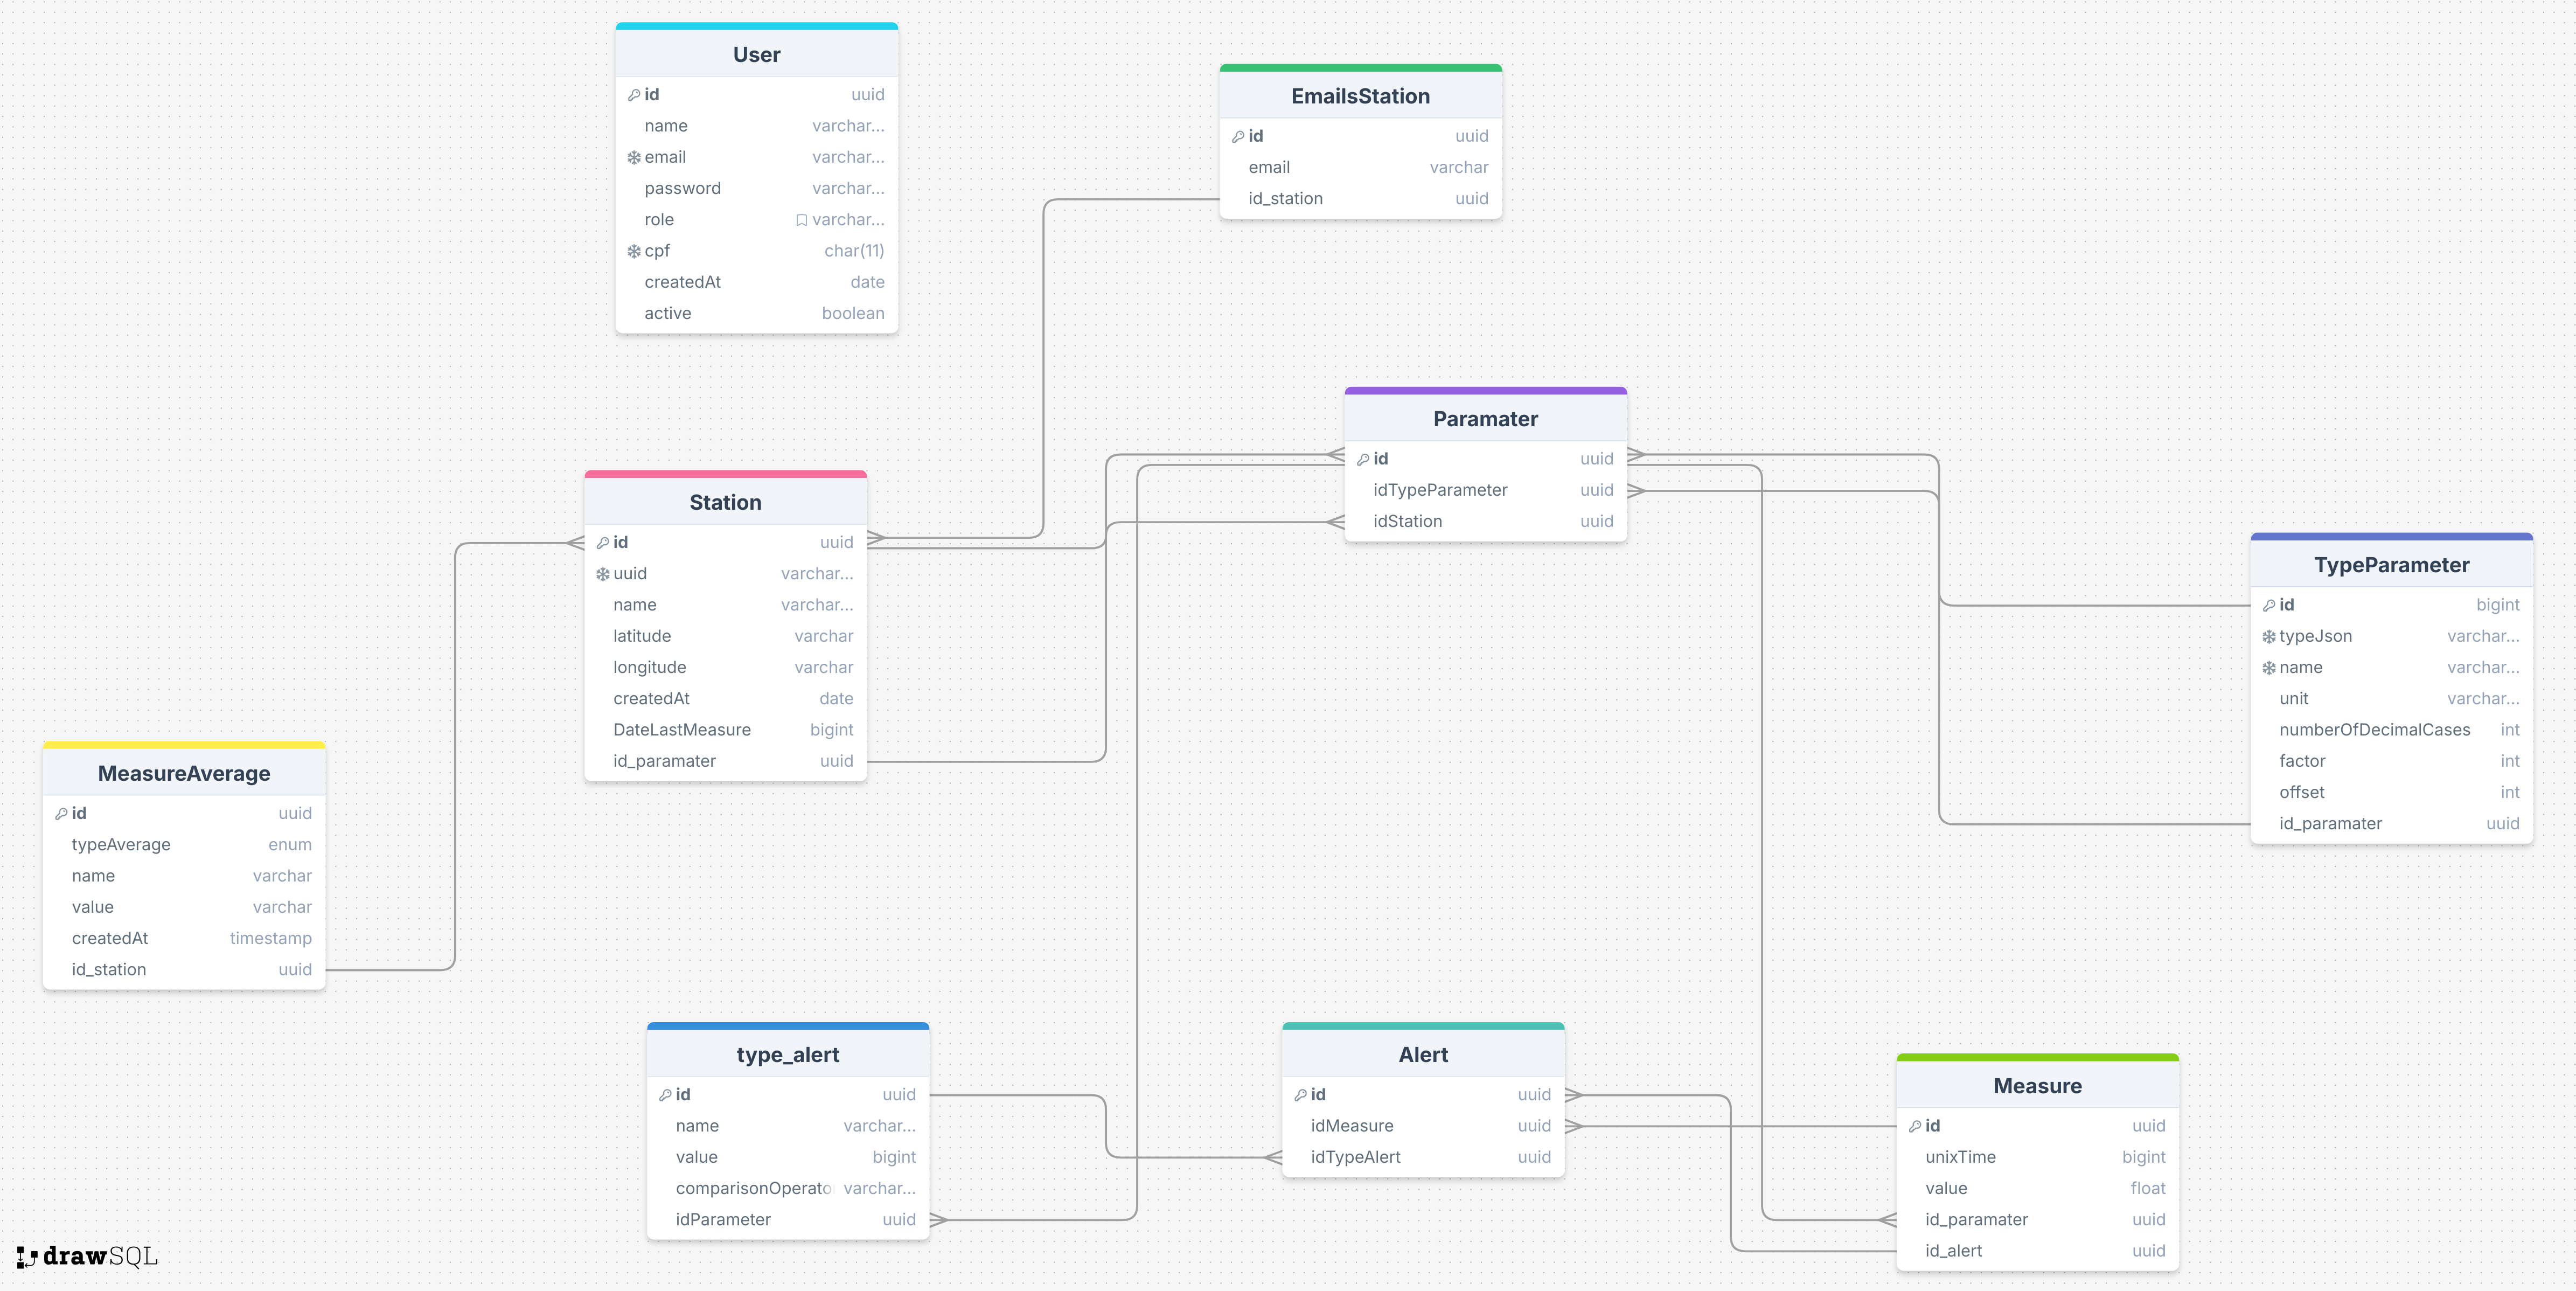 User
id uuid
name varchar...
email varchar...
password varchar...
role varchar...
cpf char(11)
createdAt date
active boolean
EmailsStation
id uuid
email varchar
id_station uuid
Paramater
id uuid
idTypeParameter uuid
idStation uuid
Station
id uuid
uuid varchar...
name varchar...
latitude varchar
longitude varchar
createdAt date
DateLastMeasure bigint
id_paramater uuid
TypeParameter
id bigint
typeJson varchar...
name varchar...
unit varchar...
numberOfDecimalCases int
factor int
offset int
id_paramater uuid
MeasureAverage
id uuid
typeAverage enum
name varchar
value varchar
createdAt timestamp
id_station uuid
type_alert
id uuid
name varchar...
value bigint
comparisonOperato varchar...
idParameter uuid
Alert
id uuid
idMeasure uuid
idTypeAlert uuid
Measure
id uuid
unixTime bigint
value float
id_paramater uuid
id_alert uuid
drawSQL